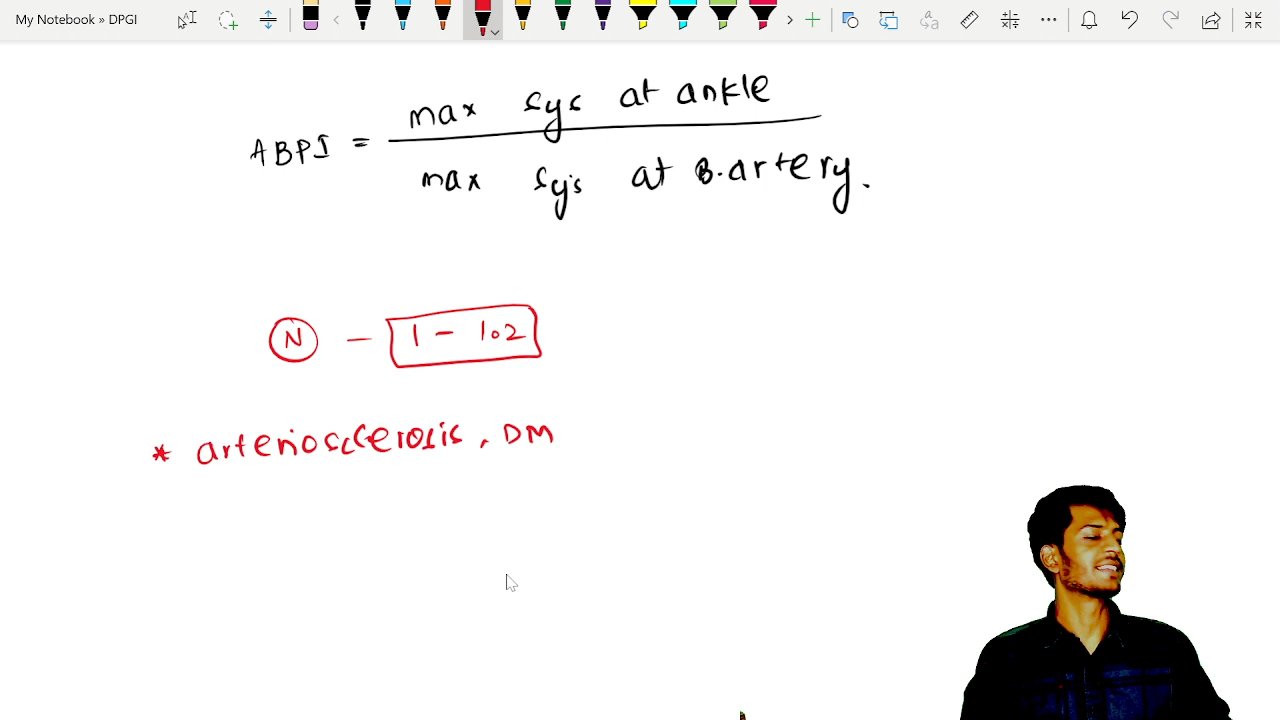 My Notebook » DPGI
max sys at ankle
ABPI =
max sys at B.artery.
N - 1 - 1.2
* arteriosclerosis, DM